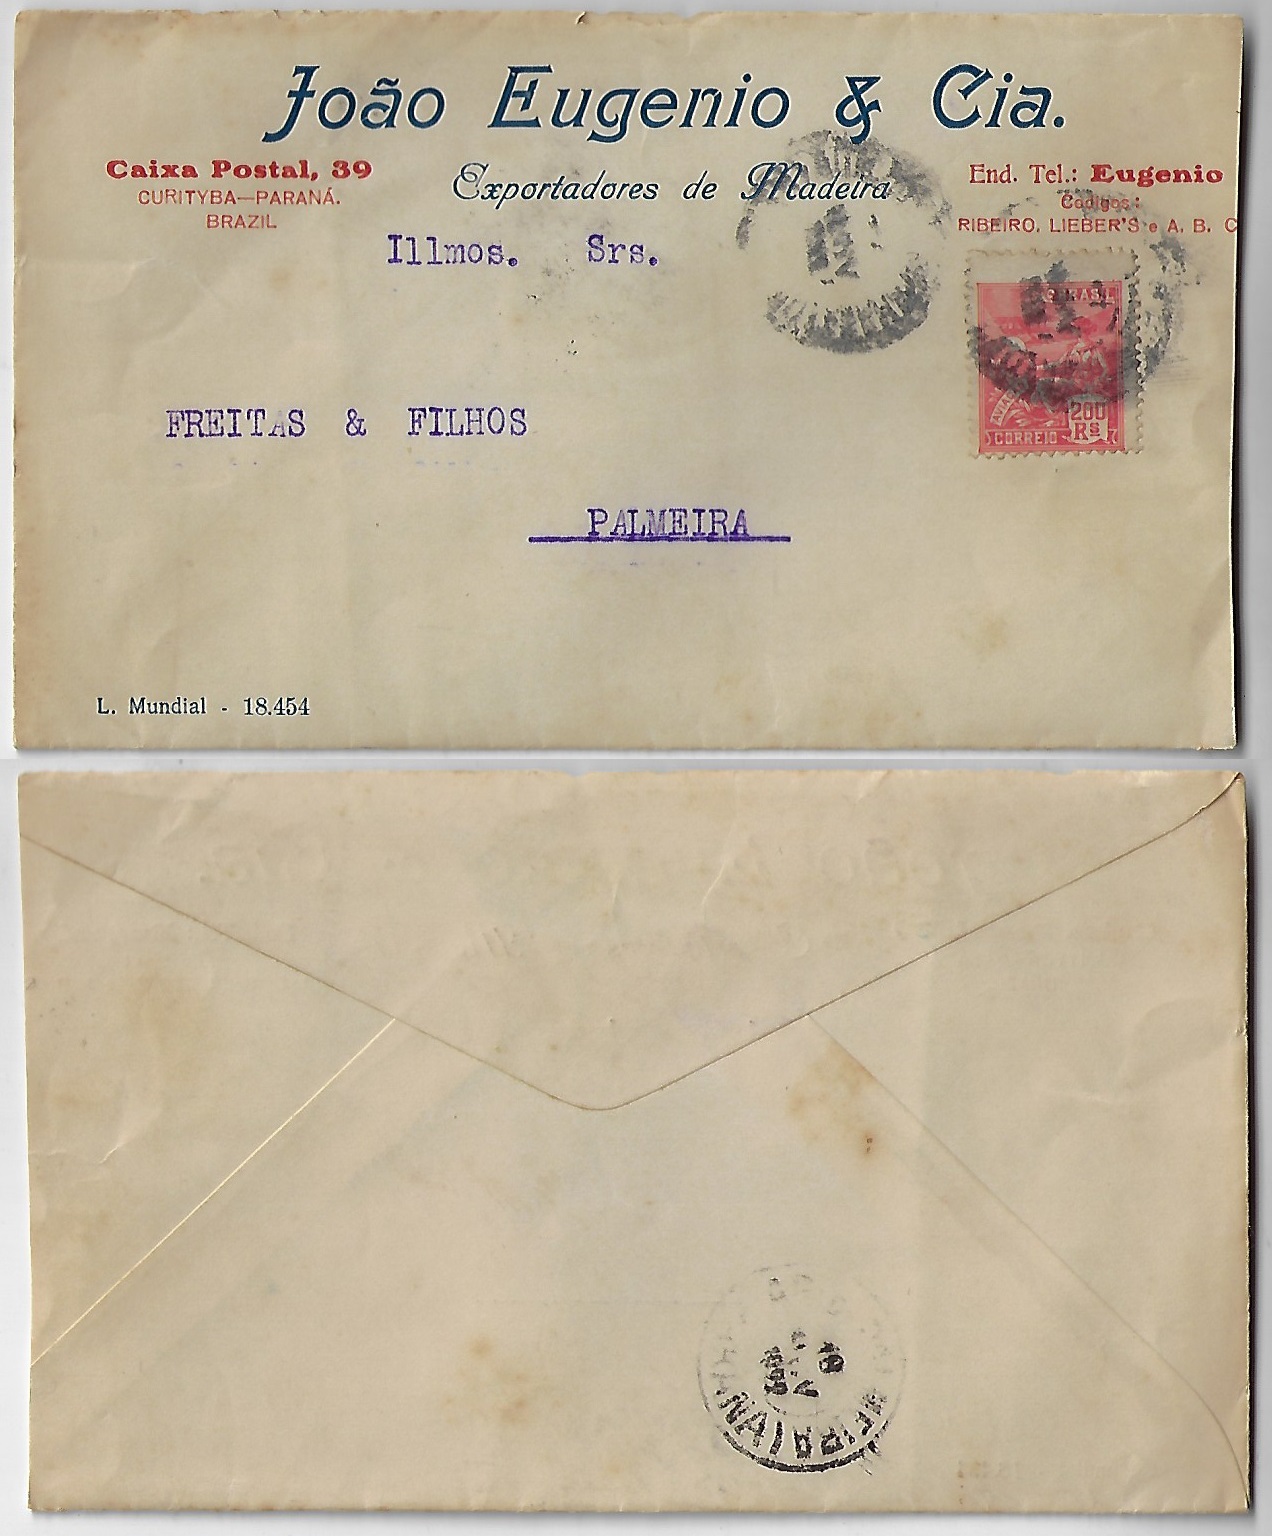 João Eugenio & Cia.
Caixa Postal, 39
CURITYBA—PARANÁ.
BRAZIL
Exportadores de Madeira
End. Tel.: Eugenio
Codigos:
RIBEIRO, LIEBER'S e A. B. C
Illmos. Srs.
BRASIL
200
Rs
CORREIO
FREITAS & FILHOS
PALMEIRA
L. Mundial - 18.454